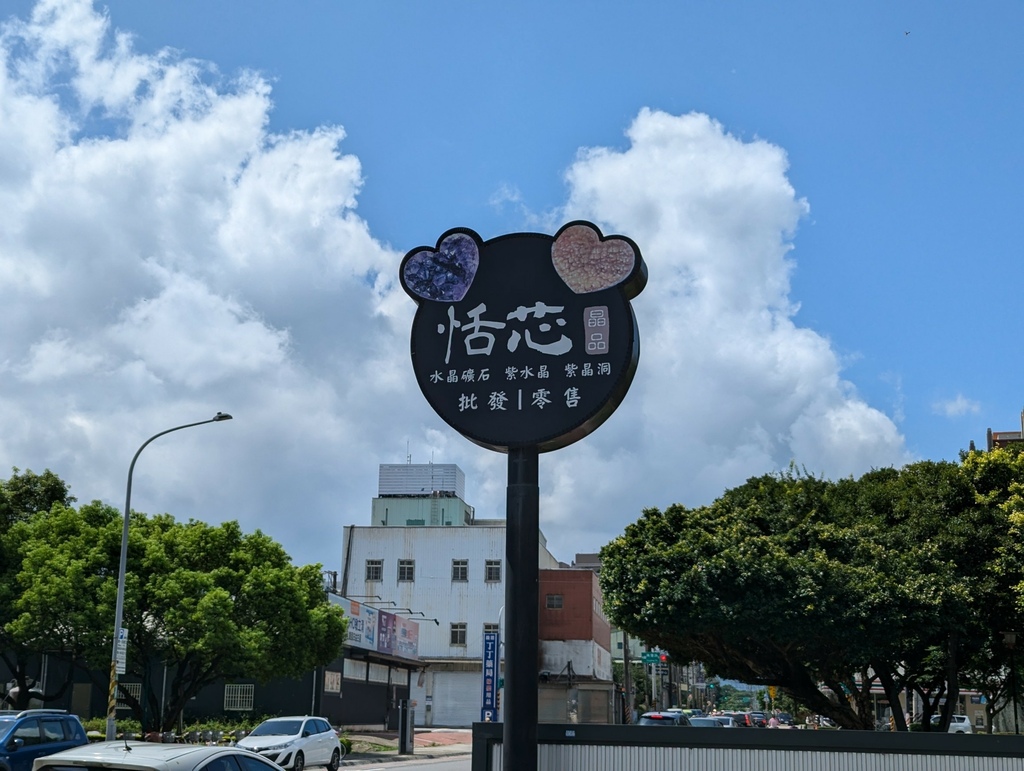 恬芯
晶品
水晶礦石 紫水晶 紫晶洞
批發|零售